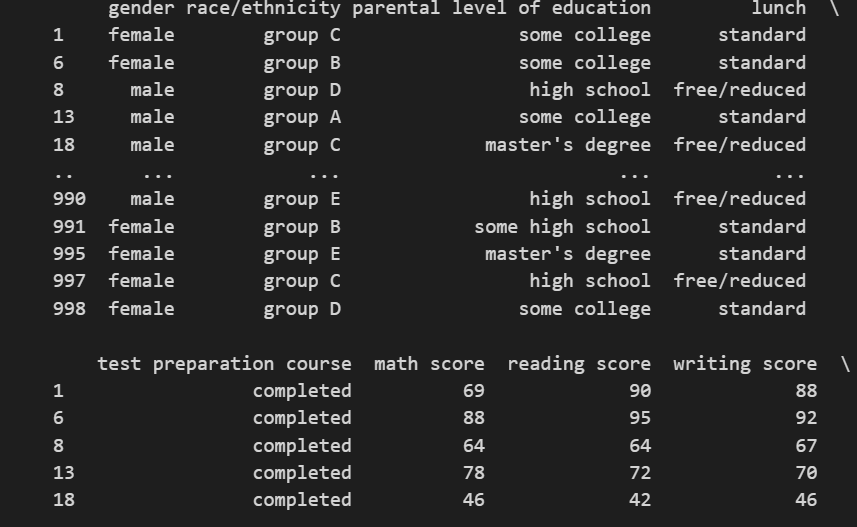 gender race/ethnicity parental level of education lunch \
1 female group C some college standard
6 female group B some college standard
8 male group D high school free/reduced
13 male group A some college standard
18 male group C master's degree free/reduced
.. ... ... ... ...
990 male group E high school free/reduced
991 female group B some high school standard
995 female group E master's degree standard
997 female group C high school free/reduced
998 female group D some college standard
test preparation course math score reading score writing score \
1 completed 69 90 88
6 completed 88 95 92
8 completed 64 64 67
13 completed 78 72 70
18 completed 46 42 46